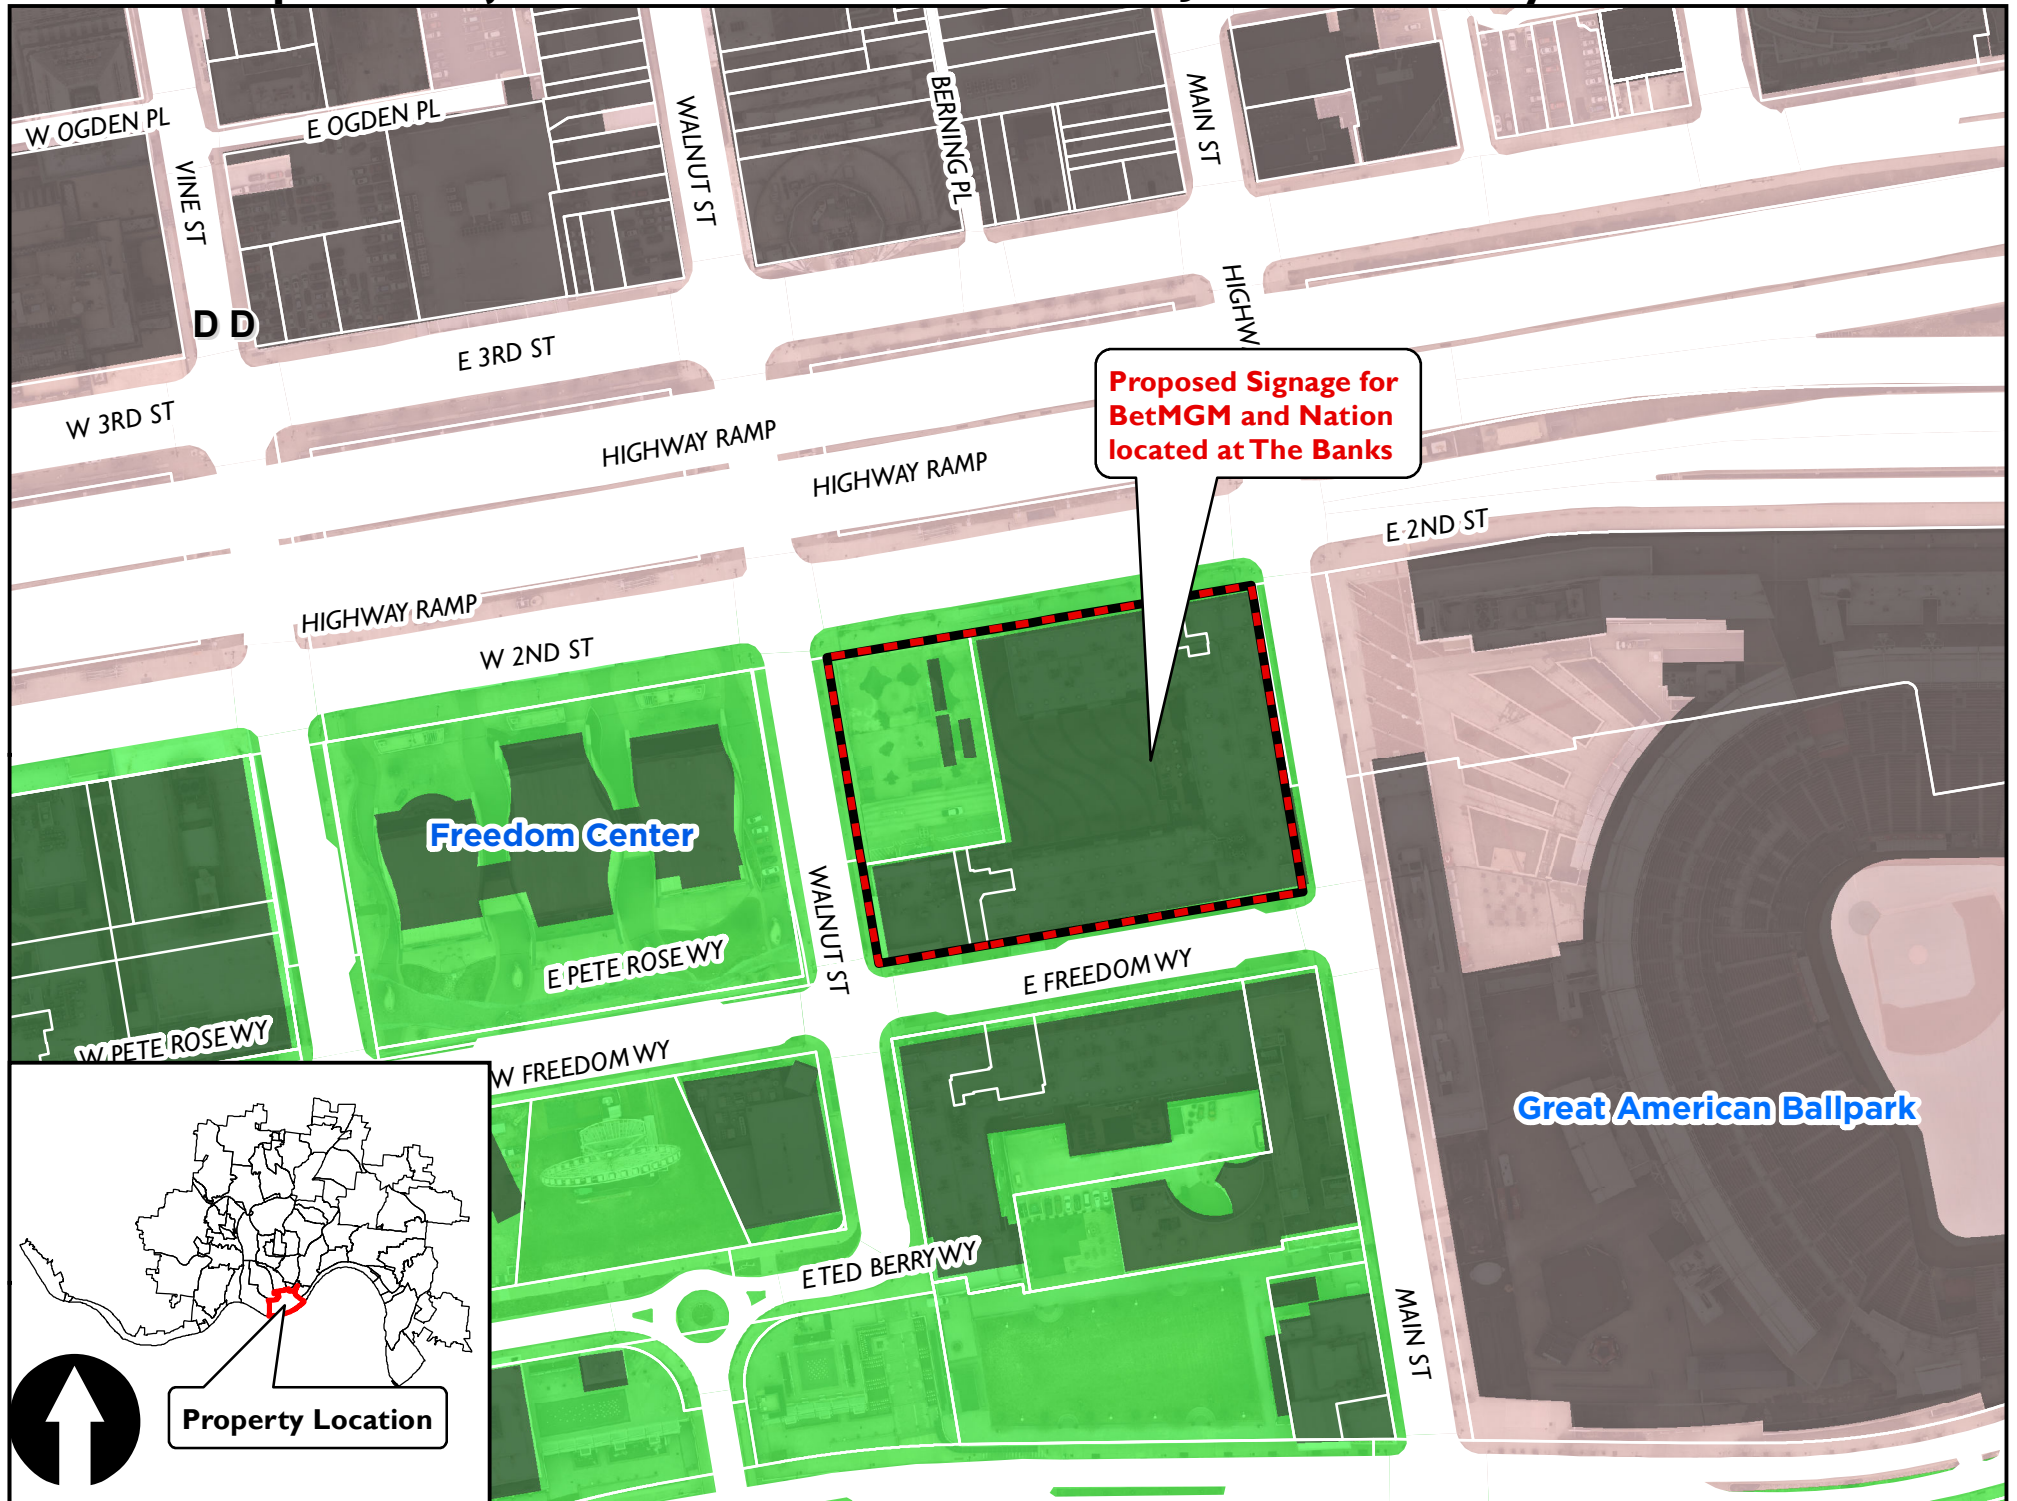 W OGDEN PL
E OGDEN PL
VINE ST
WALNUT ST
BERNING PL
MAIN ST
D D
E 3RD ST
W 3RD ST
HIGHW
Proposed Signage for
BetMGM and Nation
located at The Banks
HIGHWAY RAMP
HIGHWAY RAMP
E 2ND ST
HIGHWAY RAMP
W 2ND ST
Freedom Center
WALNUT ST
E PETE ROSE WY
E FREEDOM WY
W PETE ROSE WY
W FREEDOM WY
Great American Ballpark
E TED BERRY WY
MAIN ST
Property Location